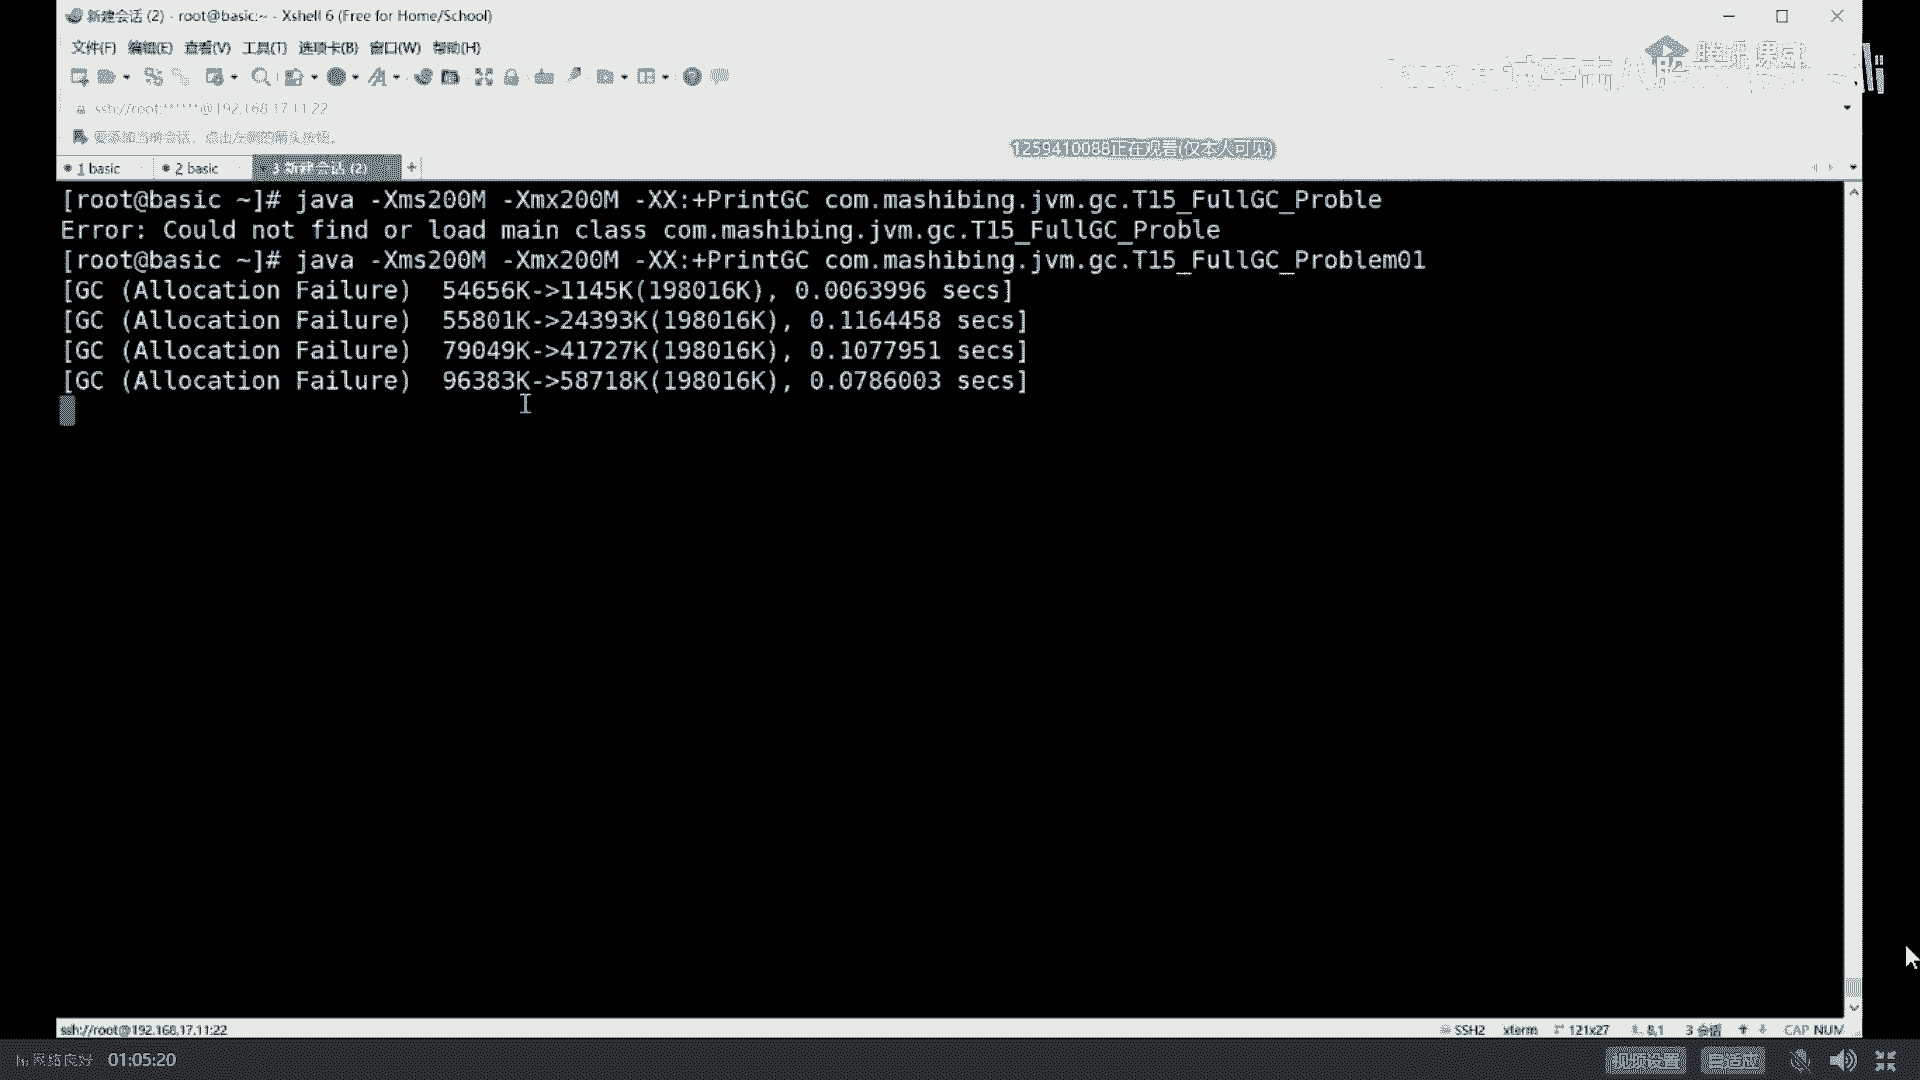 新建会话 (2) - root@basic:~ - Xshell 6 (Free for Home/School)
文件(F) 编辑(E) 查看(V) 工具(T) 选项卡(B) 窗口(W) 帮助(H)
ssh://root:******@192.168.17.11:22
要添加当前会话，点击左侧的箭头按钮。
1259410088正在观看(仅本人可见)
1 basic 2 basic 3 新建会话 (2) +
[root@basic ~]# java -Xms200M -Xmx200M -XX:+PrintGC com.mashibing.jvm.gc.T15_FullGC_Proble
Error: Could not find or load main class com.mashibing.jvm.gc.T15_FullGC_Proble
[root@basic ~]# java -Xms200M -Xmx200M -XX:+PrintGC com.mashibing.jvm.gc.T15_FullGC_Problem01
[GC (Allocation Failure)  54656K->1145K(198016K), 0.0063996 secs]
[GC (Allocation Failure)  55801K->24393K(198016K), 0.1164458 secs]
[GC (Allocation Failure)  79049K->41727K(198016K), 0.1077951 secs]
[GC (Allocation Failure)  96383K->58718K(198016K), 0.0786003 secs]
ssh://root@192.168.17.11:22 SSH2 xterm 121x27 8,1 3 会话 CAP NUM
网络良好 01:05:20 视频设置 自适应